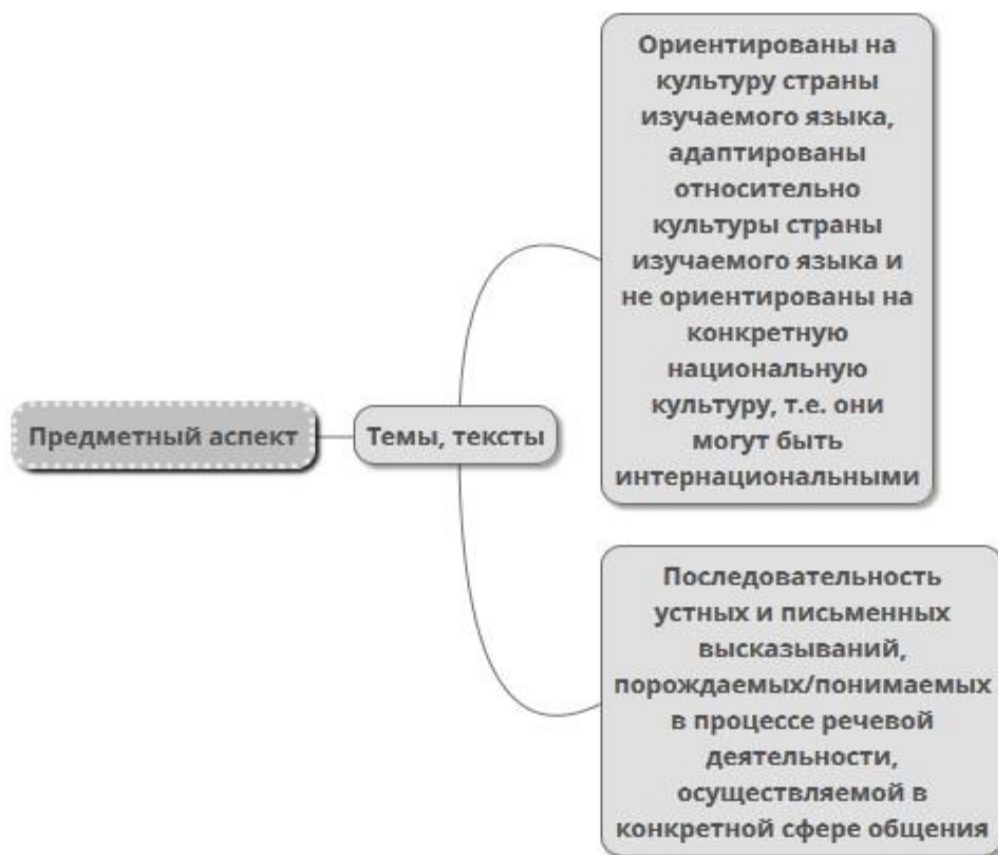 Предметный аспект
Темы, тексты
Ориентированы на
культуру страны
изучаемого языка,
адаптированы
относительно
культуры страны
изучаемого языка и
не ориентированы на
конкретную
национальную
культуру, т.е. они
могут быть
интернациональными
Последовательность
устных и письменных
высказываний,
порождаемых/понимаемых
в процессе речевой
деятельности,
осуществляемой в
конкретной сфере общения